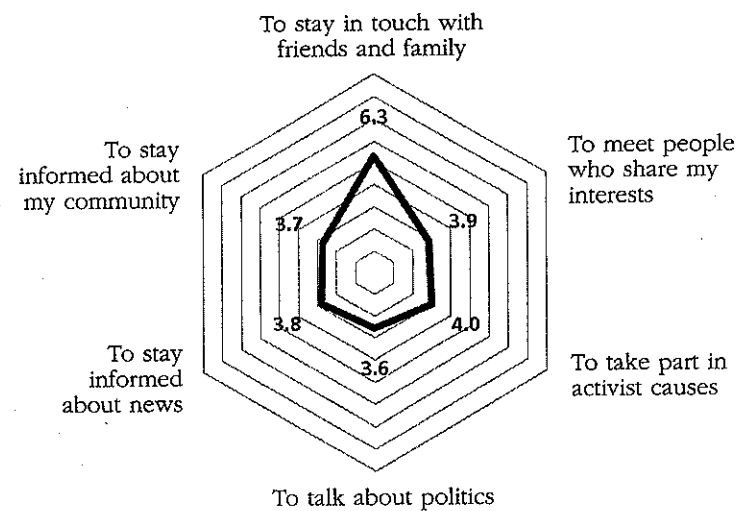 To stay in touch with
friends and family
6.3
To meet people
who share my
interests
3.9
To take part in
activist causes
4.0
To talk about politics
3.6
To stay
informed
about news
3.8
To stay
informed about
my community
3.7